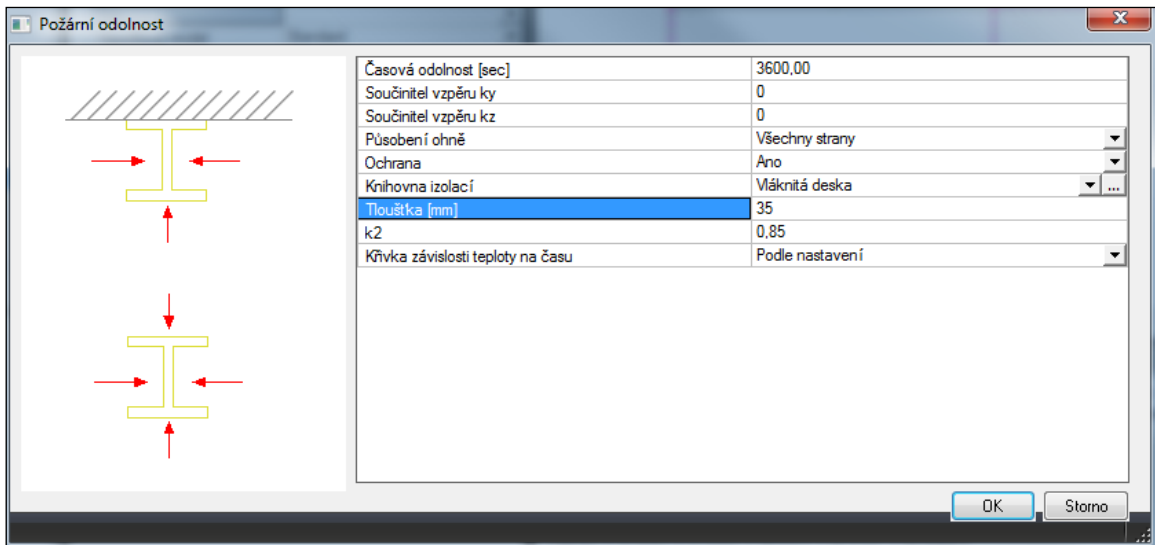 Požární odolnost
Časová odolnost [sec] 3600,00
Součinitel vzpěru ky 0
Součinitel vzpěru kz 0
Působení ohně Všechny strany
Ochrana Ano
Knihovna izolací Vláknitá deska ...
Tloušťka [mm] 35
k2 0,85
Křivka závislosti teploty na času Podle nastavení
OK Storno